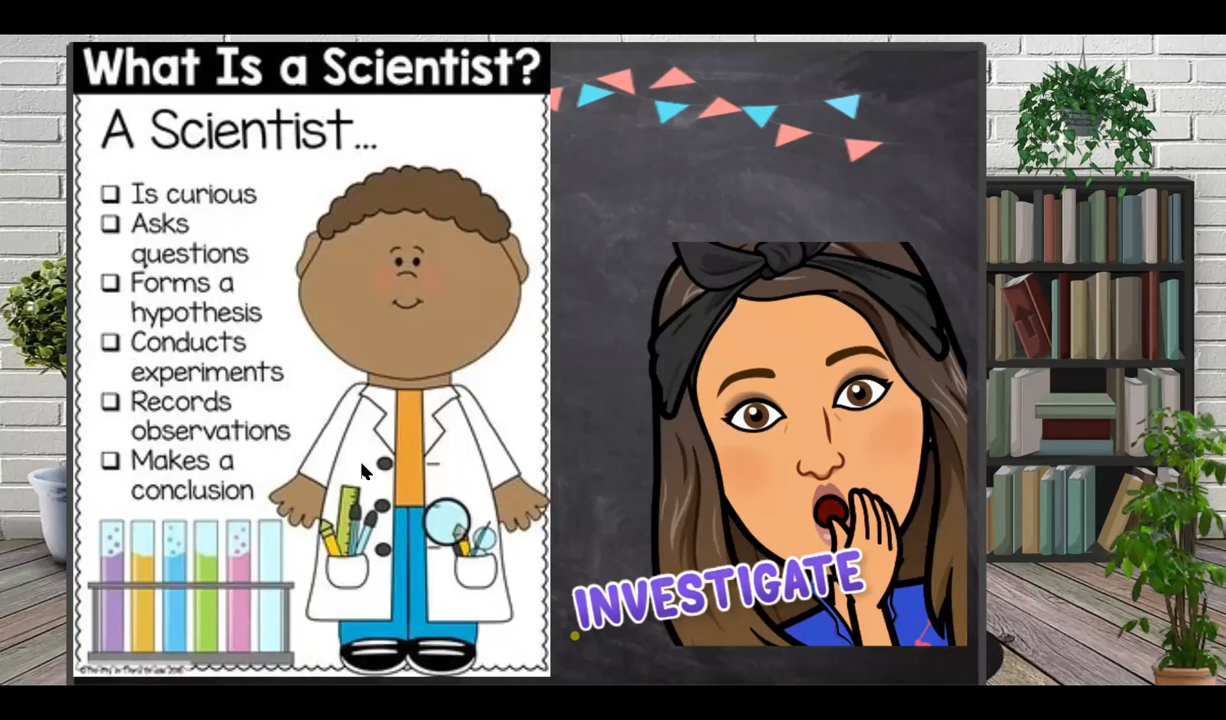 What Is a Scientist?
A Scientist...
Is curious
Asks
questions
Forms a
hypothesis
Conducts
experiments
Records
observations
Makes a
conclusion
INVESTIGATE